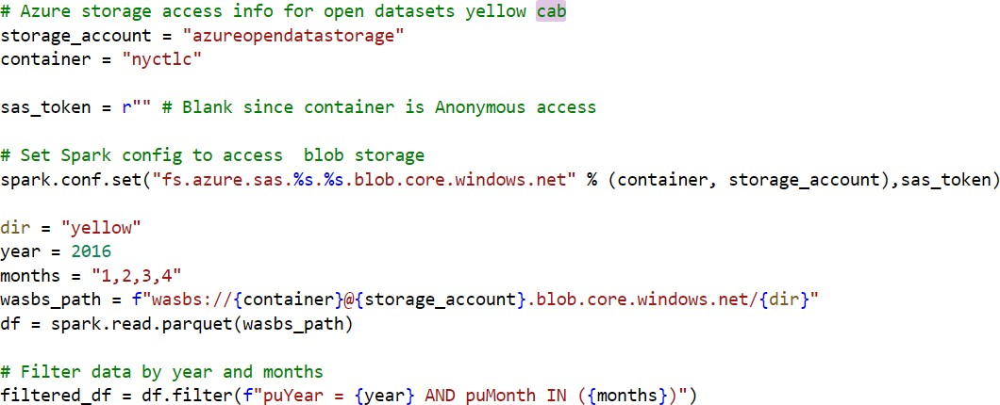 # Azure storage access info for open datasets yellow cab
storage_account = "azureopendatastorage"
container = "nyctlc"
sas_token = r"" # Blank since container is Anonymous access
# Set Spark config to access  blob storage
spark.conf.set("fs.azure.sas.%s.%s.blob.core.windows.net" % (container, storage_account),sas_token)
dir = "yellow"
year = 2016
months = "1,2,3,4"
wasbs_path = f"wasbs://{container}@{storage_account}.blob.core.windows.net/{dir}"
df = spark.read.parquet(wasbs_path)
# Filter data by year and months
filtered_df = df.filter(f"puYear = {year} AND puMonth IN ({months})")